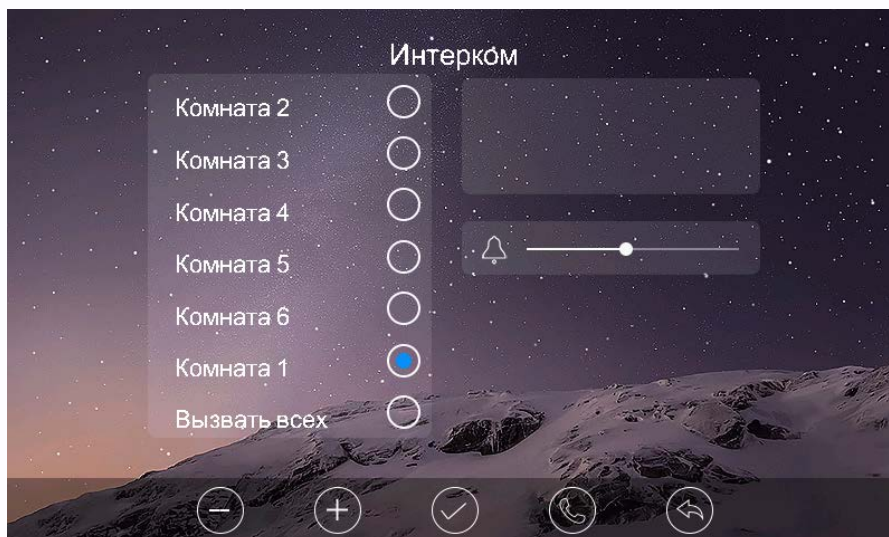 Интерком
Комната 2
Комната 3
Комната 4
Комната 5
Комната 6
Комната 1
Вызвать всех